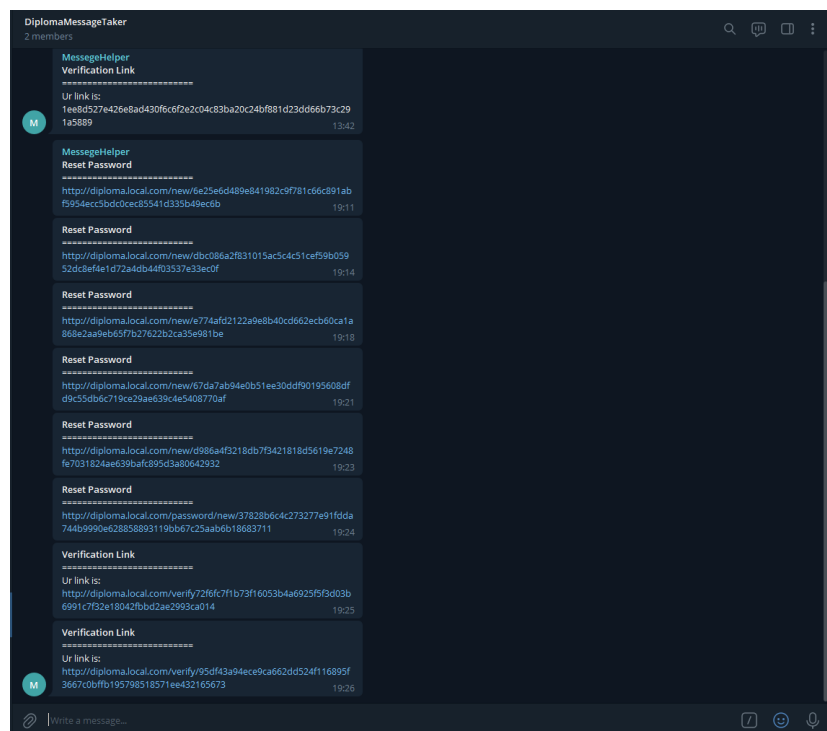 DiplomaMessageTaker
2 members
MessegeHelper
Verification Link
==========================
Ur link is:
1ee8d527e426e8ad430f6c6f2e2c04c83ba20c24bf881d23dd66b73c29
1a5889
13:42
M
MessegeHelper
Reset Password
==========================
http://diploma.local.com/new/6e25e6d489e841982c9f781c66c891ab
f5954ecc5bdc0cec85541d335b49ec6b
19:11
Reset Password
==========================
http://diploma.local.com/new/dbc086a2f831015ac5c4c51cef59b059
52dc8ef4e1d72a4db44f03537e33ec0f
19:14
Reset Password
==========================
http://diploma.local.com/new/e774afd2122a9e8b40cd662ecb60ca1a
868e2aa9eb65f7b27622b2ca35e981be
19:18
Reset Password
==========================
http://diploma.local.com/new/67da7ab94e0b51ee30ddf90195608df
d9c55db6c719ce29ae639c4e5408770af
19:21
Reset Password
==========================
http://diploma.local.com/new/d986a4f3218db7f3421818d5619e7248
fe7031824ae639bafc895d3a80642932
19:23
Reset Password
==========================
http://diploma.local.com/password/new/37828b6c4c273277e91fdda
744b9990e628858893119bb67c25aab6b18683711
19:24
Verification Link
==========================
Ur link is:
http://diploma.local.com/verify72f6fc7f1b73f16053b4a6925f5f3d03b
6991c7f32e18042fbbd2ae2993ca014
19:25
Verification Link
==========================
Ur link is:
http://diploma.local.com/verify/95df43a94ece9ca662dd524f116895f
3667c0bffb195798518571ee432165673
19:26
M
Write a message...